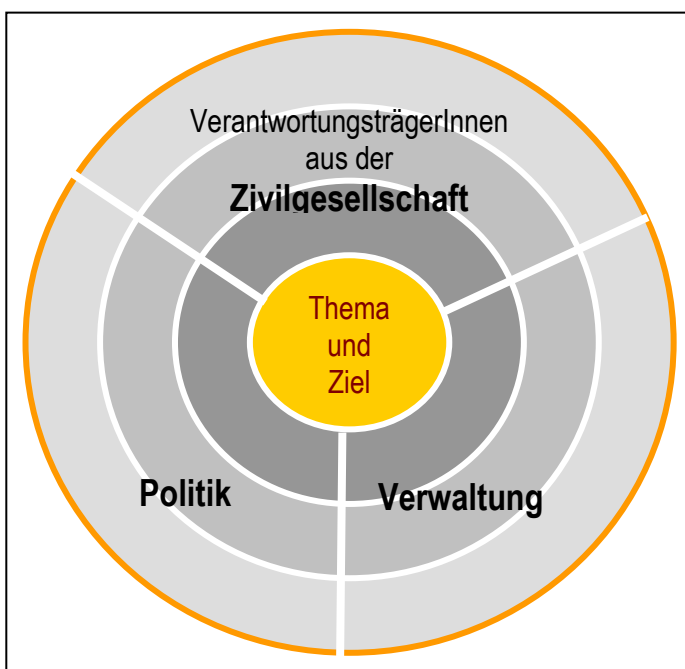 VerantwortungsträgerInnen
aus der
Zivilgesellschaft
Thema
und
Ziel
Politik
Verwaltung